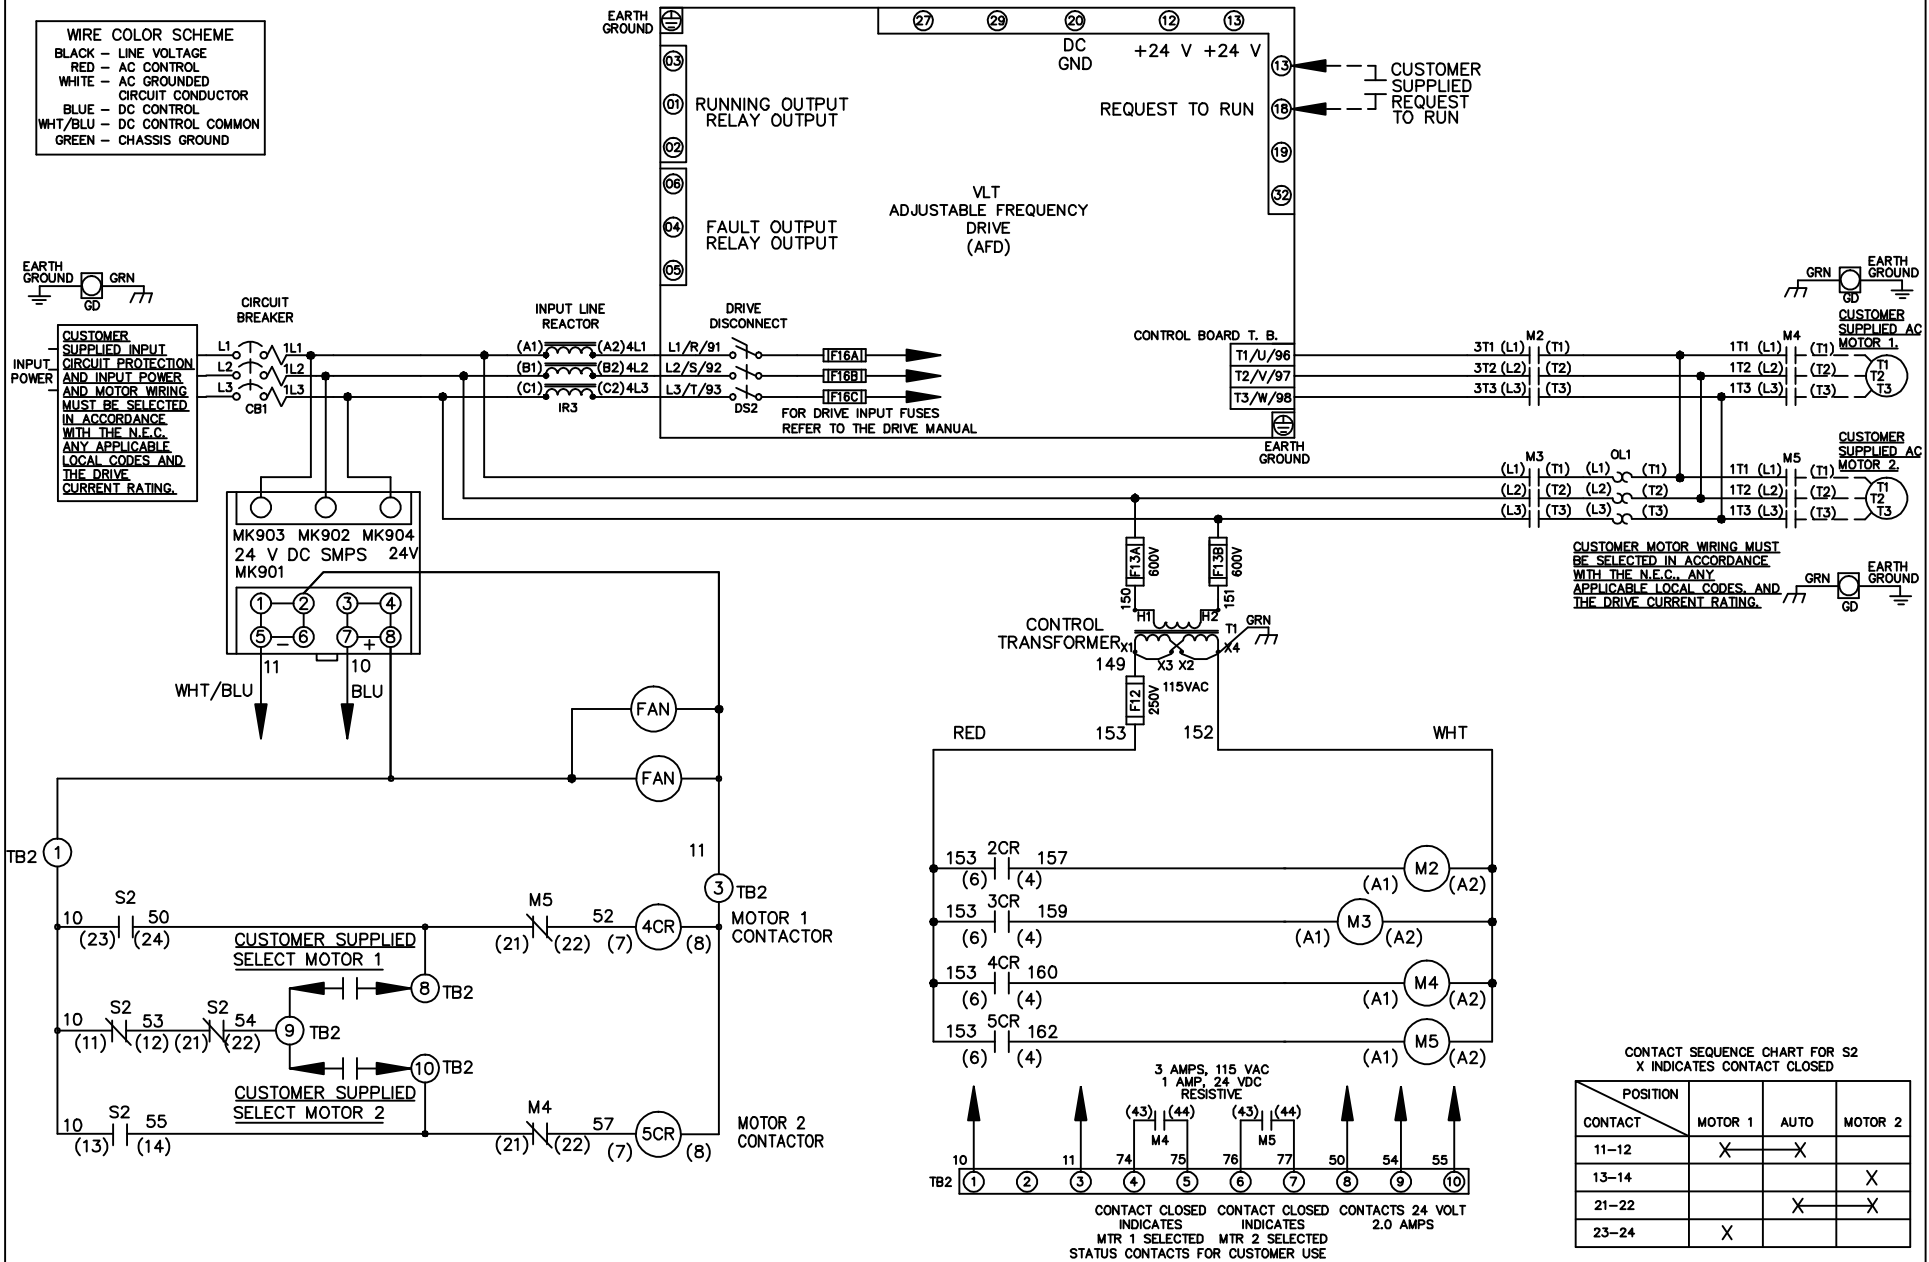 WIRE COLOR SCHEME
BLACK – LINE VOLTAGE
RED – AC CONTROL
WHITE – AC GROUNDED
CIRCUIT CONDUCTOR
BLUE – DC CONTROL
WHT/BLU – DC CONTROL COMMON
GREEN – CHASSIS GROUND
EARTH
GROUND
27 29 20 12 13
DC
GND
+24 V +24 V
03
01
02
RUNNING OUTPUT
RELAY OUTPUT
06
04
05
FAULT OUTPUT
RELAY OUTPUT
REQUEST TO RUN
13
18
19
32
CUSTOMER
SUPPLIED
REQUEST
TO RUN
VLT
ADJUSTABLE FREQUENCY
DRIVE
(AFD)
EARTH
GROUND
GRN
GD
CUSTOMER
SUPPLIED INPUT
CIRCUIT PROTECTION
AND INPUT POWER
AND MOTOR WIRING
MUST BE SELECTED
IN ACCORDANCE
WITH THE N.E.C.
ANY APPLICABLE
LOCAL CODES AND
THE DRIVE
CURRENT RATING.
INPUT
POWER
CIRCUIT
BREAKER
L1 1L1
L2 1L2
L3 1L3
CB1
INPUT LINE
REACTOR
(A1) (A2)4L1
(B1) (B2)4L2
(C1) (C2)4L3
IR3
DRIVE
DISCONNECT
L1/R/91 F16A
L2/S/92 F16B
L3/T/93 F16C
DS2
FOR DRIVE INPUT FUSES
REFER TO THE DRIVE MANUAL
CONTROL BOARD T. B.
T1/U/96
T2/V/97
T3/W/98
EARTH
GROUND
M2
3T1 (L1) (T1)
3T2 (L2) (T2)
3T3 (L3) (T3)
M4
1T1 (L1) (T1)
1T2 (L2) (T2)
1T3 (L3) (T3)
T1
T2
T3
GRN
GD
EARTH
GROUND
CUSTOMER
SUPPLIED AC
MOTOR 1.
M3
(L1) (T1)
(L2) (T2)
(L3) (T3)
OL1
(L1) (T1)
(L2) (T2)
(L3) (T3)
M5
1T1 (L1) (T1)
1T2 (L2) (T2)
1T3 (L3) (T3)
CUSTOMER
SUPPLIED AC
MOTOR 2.
T1
T2
T3
CUSTOMER MOTOR WIRING MUST
BE SELECTED IN ACCORDANCE
WITH THE N.E.C., ANY
APPLICABLE LOCAL CODES, AND
THE DRIVE CURRENT RATING.
GRN
GD
EARTH
GROUND
MK903 MK902 MK904
24 V DC SMPS 24V
MK901
1 2 3 4
5 – 6 7 + 8
11 10
WHT/BLU BLU
FAN
FAN
F13A
600V
F13B
600V
150 151
H1 H2
CONTROL
TRANSFORMER
T1
GRN
X1 X3 X2 X4
149
115VAC
F12
250V
153 152
RED WHT
TB2 1
11
3 TB2
S2
10 50
(23) (24)
M5
(21) (22)
52
(7) 4CR (8)
MOTOR 1
CONTACTOR
CUSTOMER SUPPLIED
SELECT MOTOR 1
8 TB2
S2 S2
10 53 54
(11) (12) (21) (22)
9 TB2
10 TB2
CUSTOMER SUPPLIED
SELECT MOTOR 2
S2
10 55
(13) (14)
M4
(21) (22)
57
(7) 5CR (8)
MOTOR 2
CONTACTOR
153 2CR 157
(6) (4)
(A1) M2 (A2)
153 3CR 159
(6) (4)
(A1) M3 (A2)
153 4CR 160
(6) (4)
(A1) M4 (A2)
153 5CR 162
(6) (4)
(A1) M5 (A2)
3 AMPS, 115 VAC
1 AMP, 24 VDC
RESISTIVE
(43) (44) (43) (44)
M4 M5
10 11 74 75 76 77 50 54 55
TB2 1 2 3 4 5 6 7 8 9 10
CONTACT CLOSED
INDICATES
MTR 1 SELECTED
CONTACT CLOSED
INDICATES
MTR 2 SELECTED
CONTACTS 24 VOLT
2.0 AMPS
STATUS CONTACTS FOR CUSTOMER USE
CONTACT SEQUENCE CHART FOR S2
X INDICATES CONTACT CLOSED
POSITION
CONTACT MOTOR 1 AUTO MOTOR 2
11–12 X X
13–14 X
21–22 X X
23–24 X